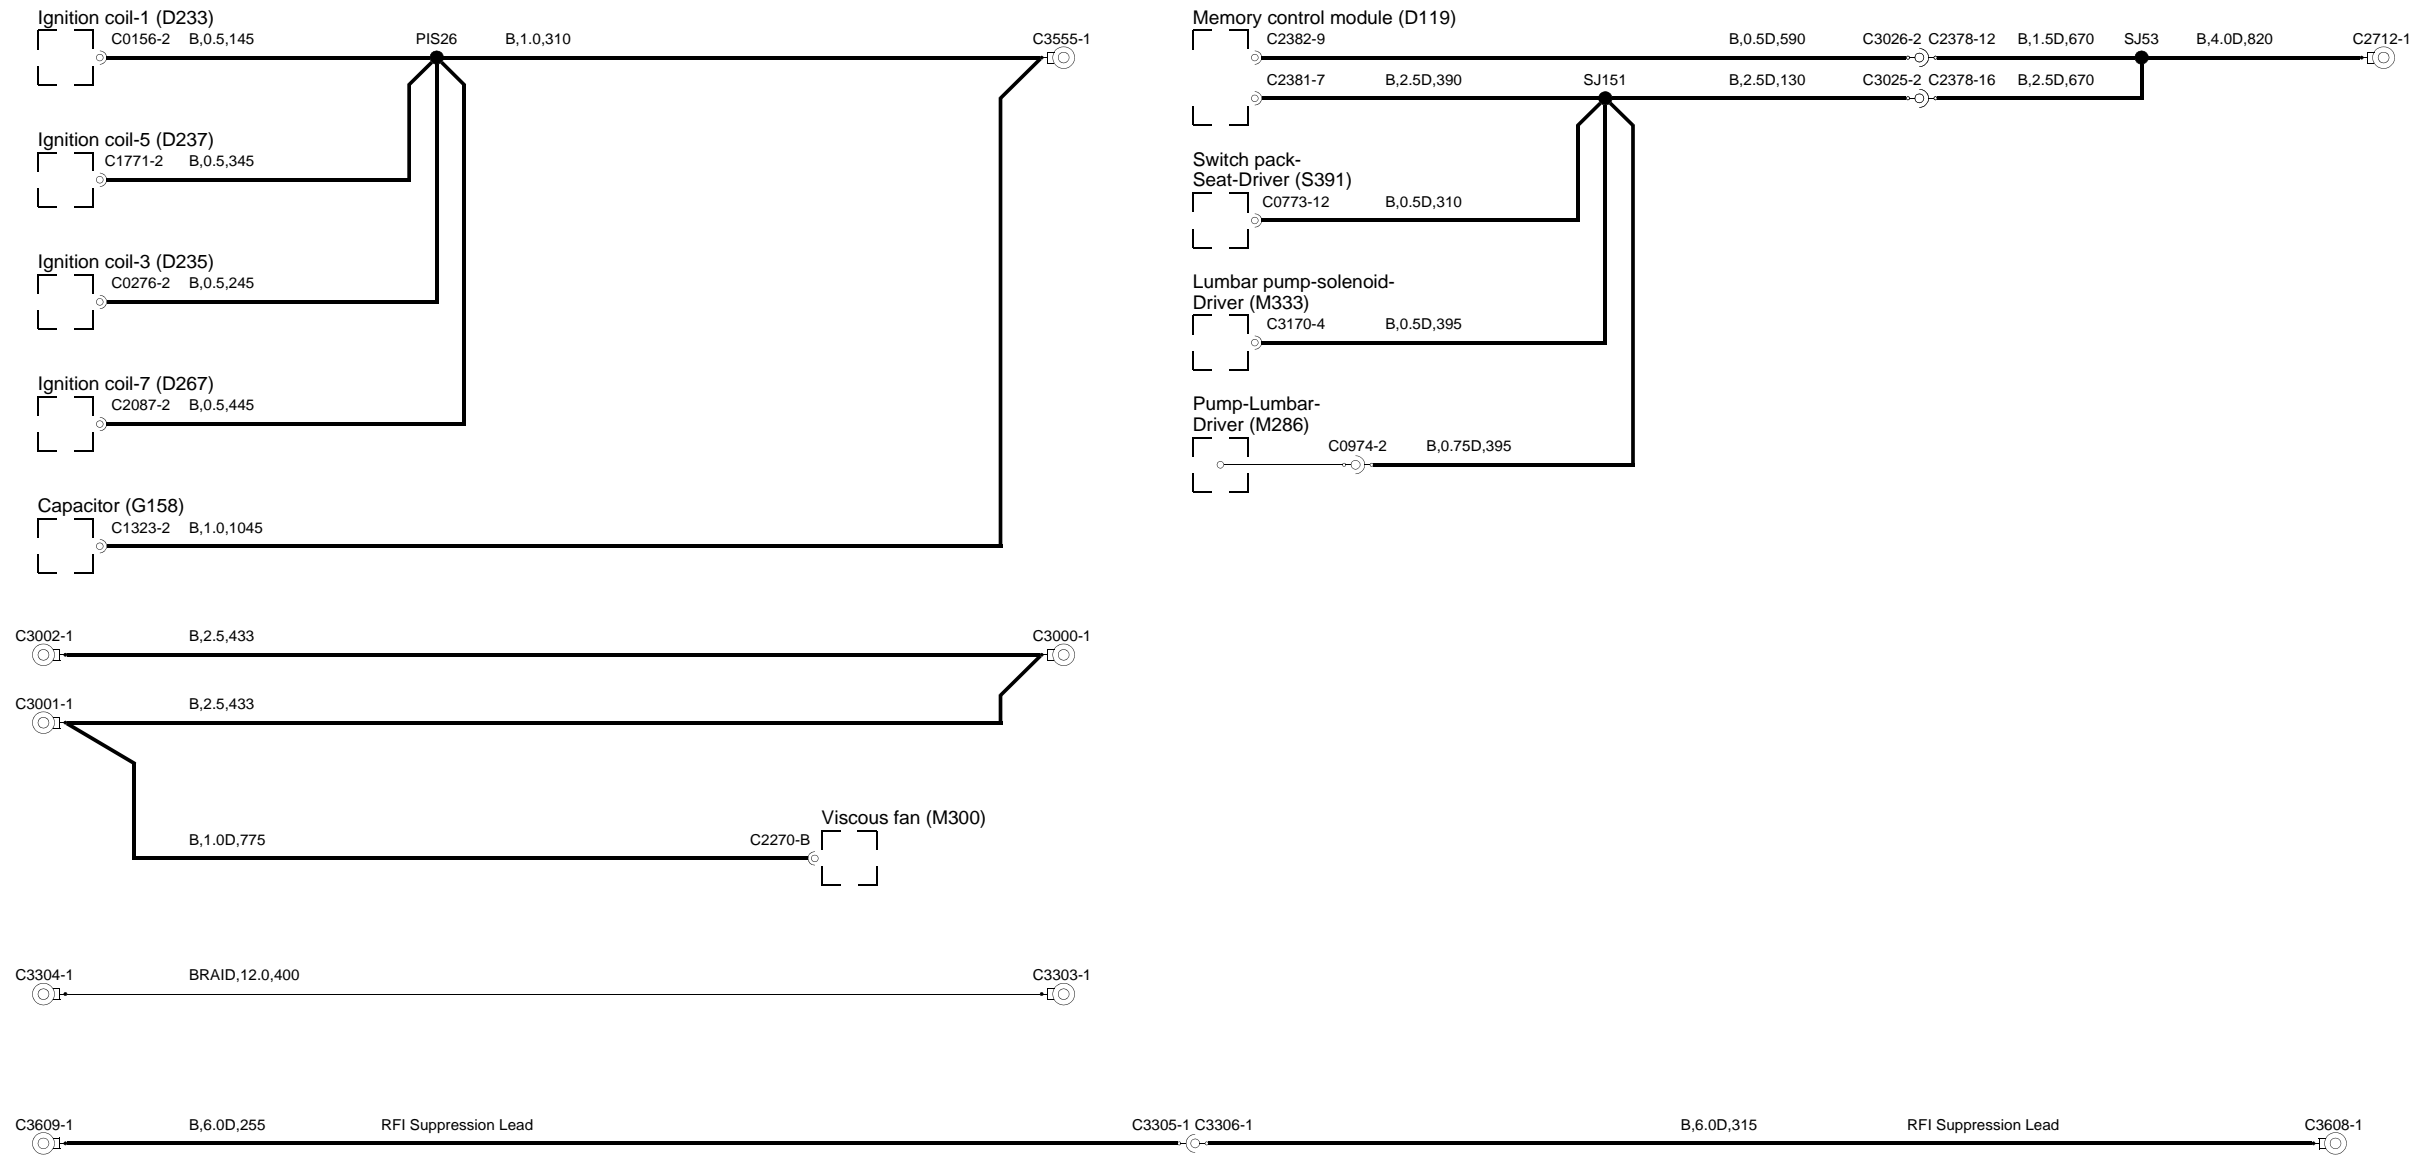 Ignition coil-1 (D233)
C0156-2 B,0.5,145 PIS26 B,1.0,310 C3555-1
Ignition coil-5 (D237)
C1771-2 B,0.5,345
Ignition coil-3 (D235)
C0276-2 B,0.5,245
Ignition coil-7 (D267)
C2087-2 B,0.5,445
Capacitor (G158)
C1323-2 B,1.0,1045
Memory control module (D119)
C2382-9 B,0.5D,590 C3026-2 C2378-12 B,1.5D,670 SJ53 B,4.0D,820 C2712-1
C2381-7 B,2.5D,390 SJ151 B,2.5D,130 C3025-2 C2378-16 B,2.5D,670
Switch pack-
Seat-Driver (S391)
C0773-12 B,0.5D,310
Lumbar pump-solenoid-
Driver (M333)
C3170-4 B,0.5D,395
Pump-Lumbar-
Driver (M286)
C0974-2 B,0.75D,395
C3002-1 B,2.5,433 C3000-1
C3001-1 B,2.5,433
Viscous fan (M300)
B,1.0D,775 C2270-B
C3304-1 BRAID,12.0,400 C3303-1
C3609-1 B,6.0D,255 RFI Suppression Lead C3305-1 C3306-1 B,6.0D,315 RFI Suppression Lead C3608-1